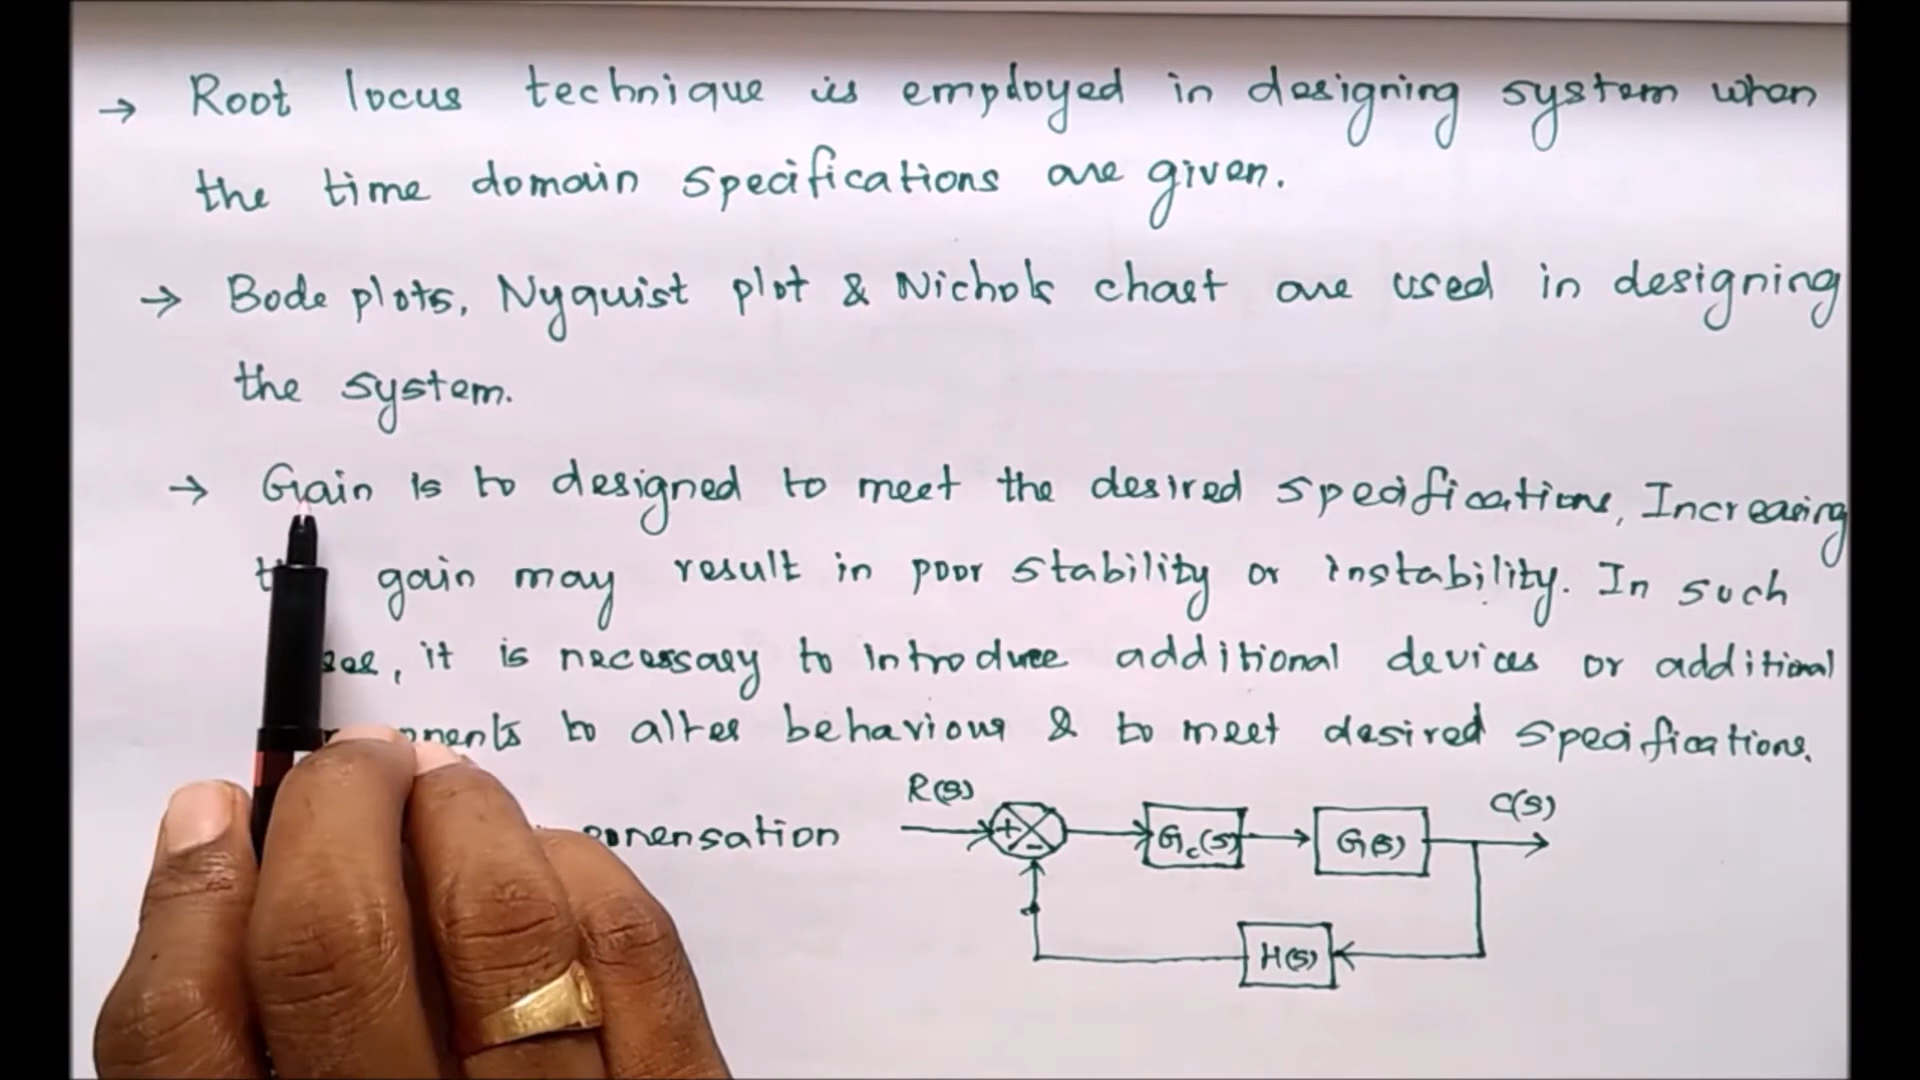 → Root locus technique is employed in designing system when
the time domain specifications are given.
→ Bode plots, Nyquist plot & Nichols chart are used in designing
the system.
→ Gain is to designed to meet the desired specifications, Increasing
gain may result in poor stability or instability. In such
, it is necessary to introduce additional devices or additional
to alter behaviour & to meet desired specifications.
R(s) + - Gc(s) G(s) C(s)
H(s)